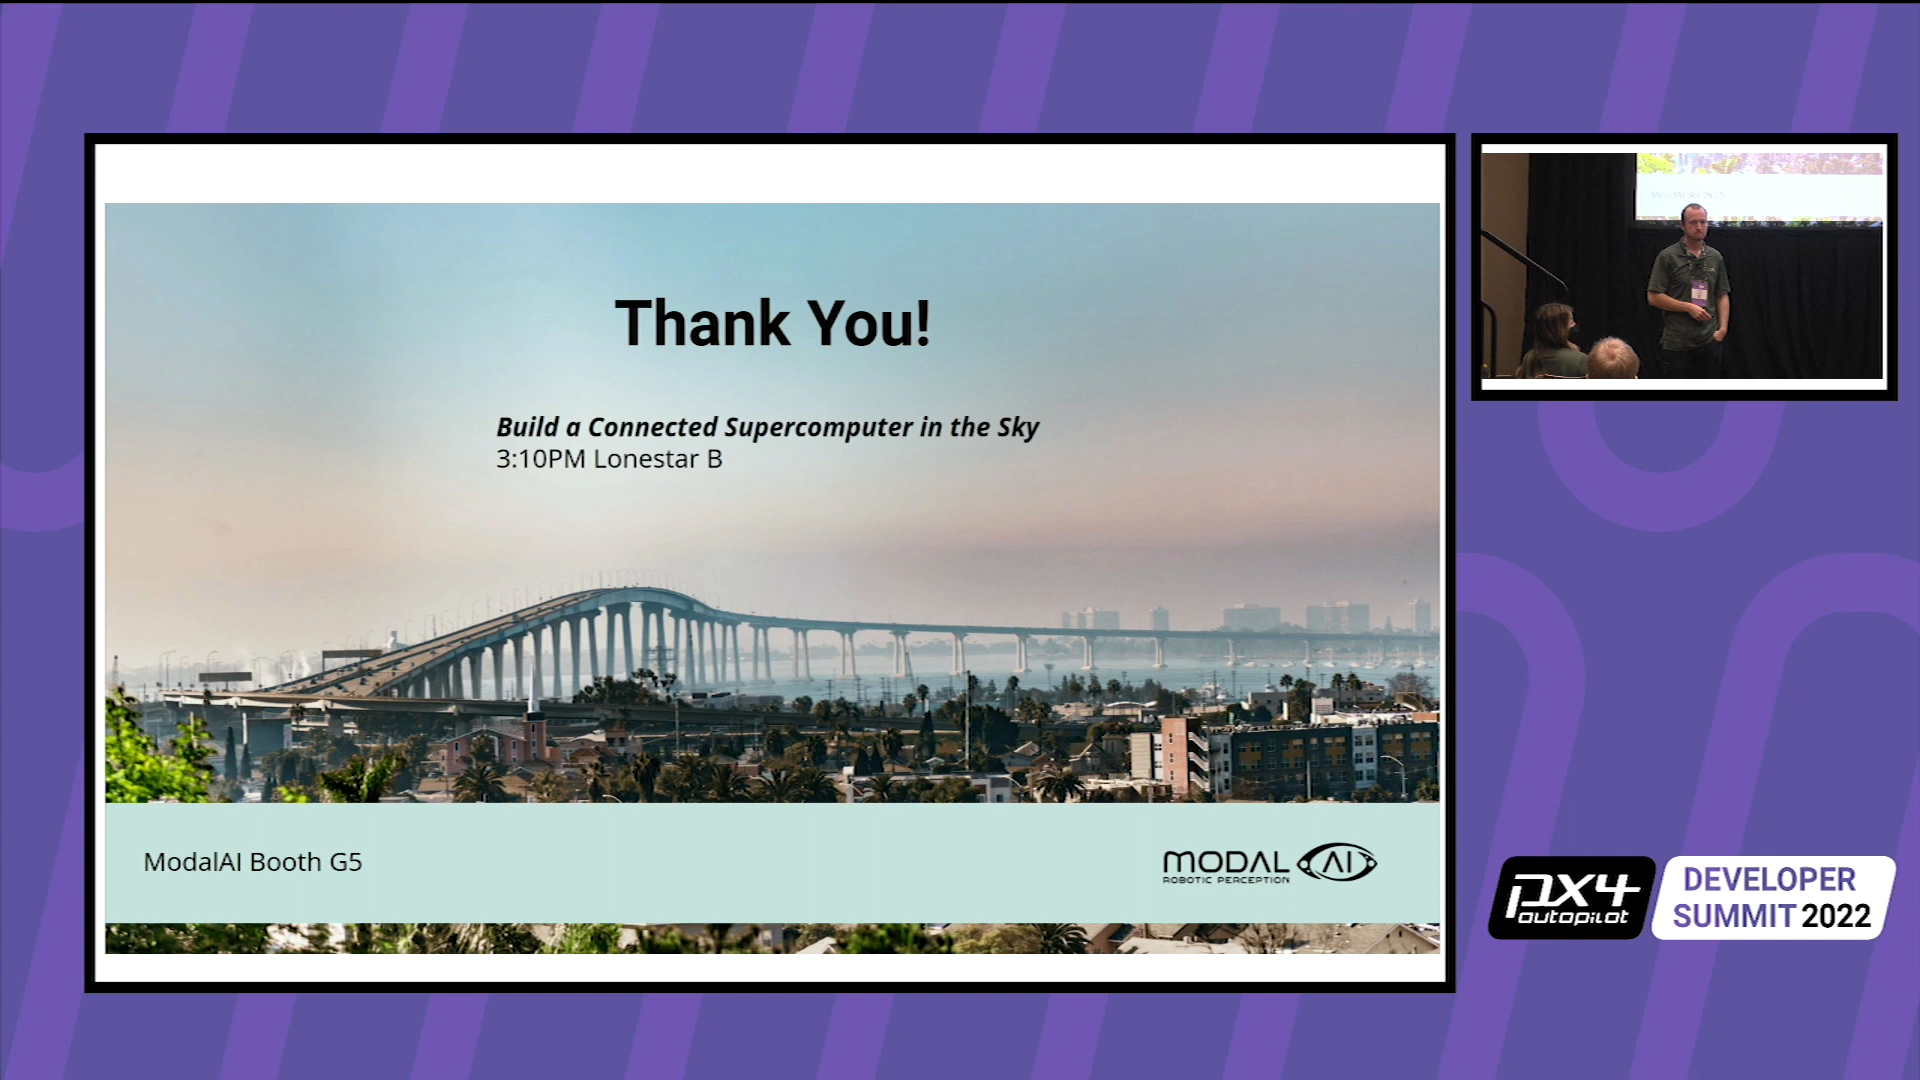 Thank You!
Build a Connected Supercomputer in the Sky
3:10PM Lonestar B
ModalAI Booth G5
MODAL AI
ROBOTIC PERCEPTION
PX4
autopilot
DEVELOPER
SUMMIT 2022